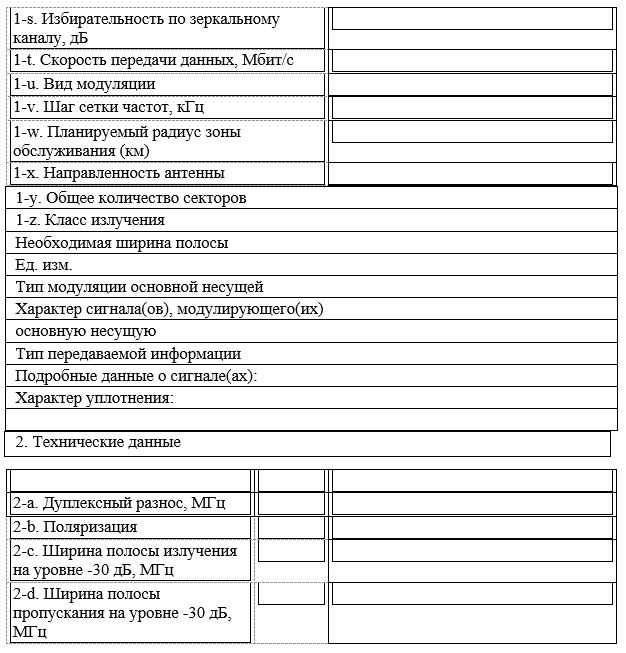 1-s. Избирательность по зеркальному
каналу, дБ
1-t. Скорость передачи данных, Мбит/с
1-u. Вид модуляции
1-v. Шаг сетки частот, кГц
1-w. Планируемый радиус зоны
обслуживания (км)
1-x. Направленность антенны
1-y. Общее количество секторов
1-z. Класс излучения
Необходимая ширина полосы
Ед. изм.
Тип модуляции основной несущей
Характер сигнала(ов), модулирующего(их)
основную несущую
Тип передаваемой информации
Подробные данные о сигнале(ах):
Характер уплотнения:
2. Технические данные
2-a. Дуплексный разнос, МГц
2-b. Поляризация
2-c. Ширина полосы излучения
на уровне -30 дБ, МГц
2-d. Ширина полосы
пропускания на уровне -30 дБ,
МГц